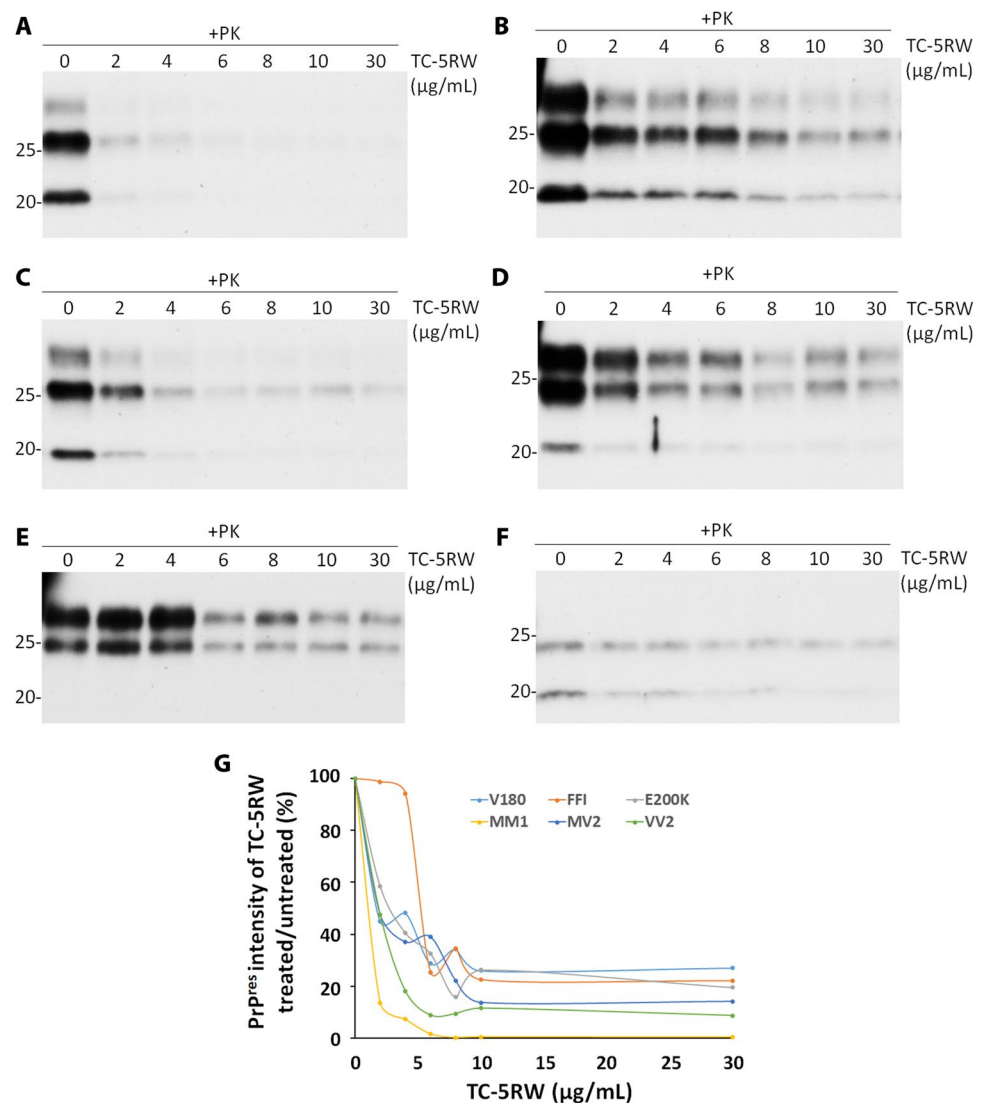 A
+PK
0 2 4 6 8 10 30 TC-5RW
(µg/mL)
25-
20-
B
+PK
0 2 4 6 8 10 30 TC-5RW
(µg/mL)
25-
20-
C
+PK
0 2 4 6 8 10 30 TC-5RW
(µg/mL)
25-
20-
D
+PK
0 2 4 6 8 10 30 TC-5RW
(µg/mL)
25-
20-
E
+PK
0 2 4 6 8 10 30 TC-5RW
(µg/mL)
25-
20-
F
+PK
0 2 4 6 8 10 30 TC-5RW
(µg/mL)
25-
20-
G
PrPres intensity of TC-5RW
treated/untreated (%)
100
80
60
40
20
0
V180 FFI E200K
MM1 MV2 VV2
0 5 10 15 20 25 30
TC-5RW (µg/mL)